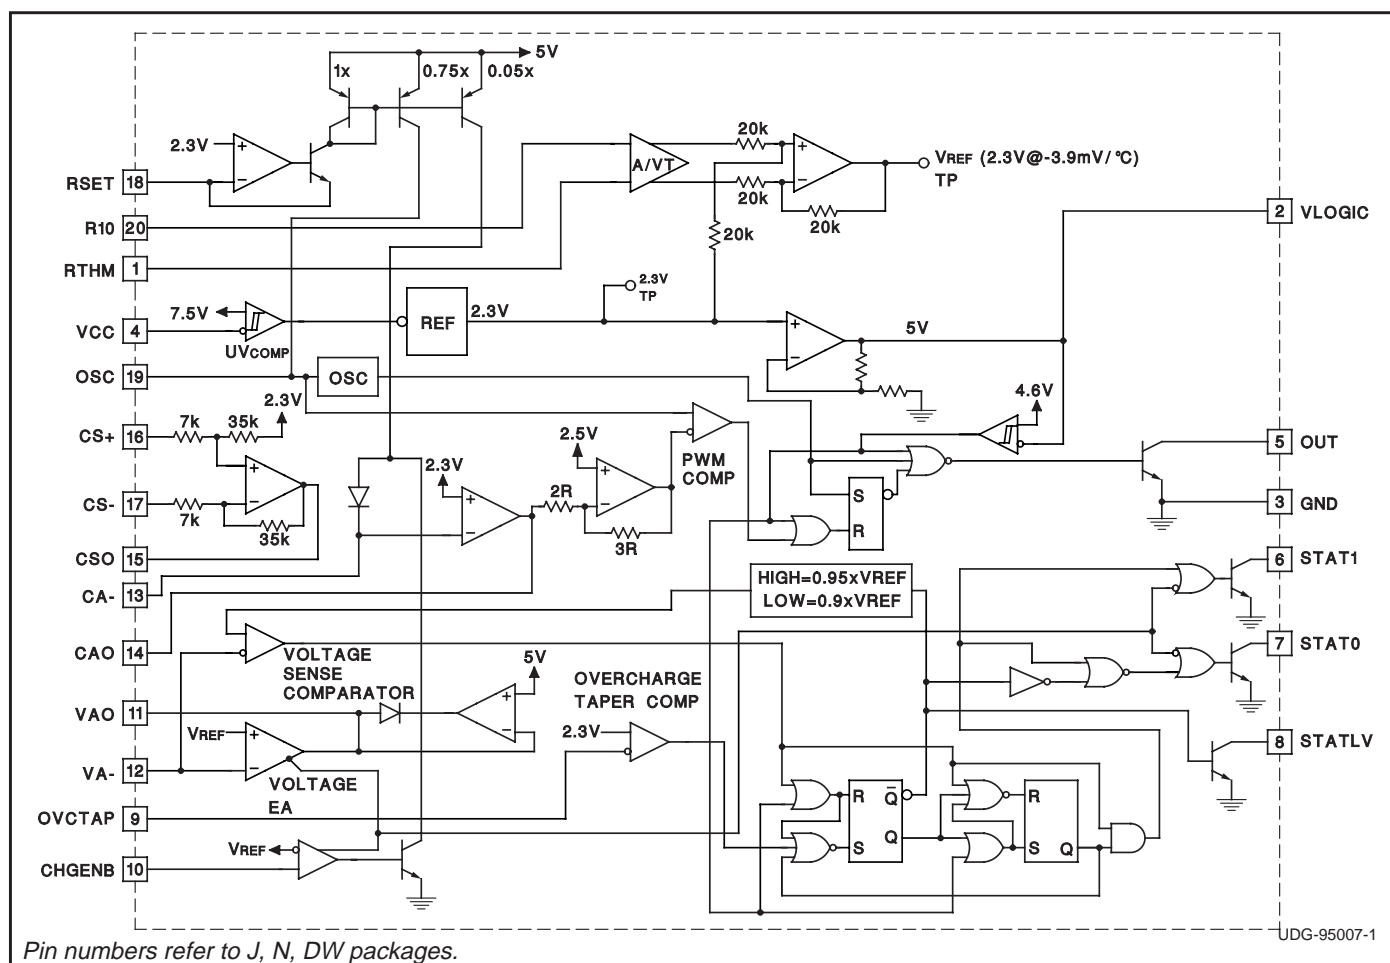 5V
1x
0.75x
0.05x
2.3V
+
−
RSET 18
R10 20
RTHM 1
A/VT
20k
20k
20k
20k
+
−
VREF (2.3V@-3.9mV/°C)
TP
2 VLOGIC
VCC 4
7.5V
UVCOMP
REF
2.3V
2.3V
TP
+
−
5V
OSC 19
OSC
4.6V
CS+ 16
7k
35k
2.3V
+
−
CS- 17
7k
35k
CSO 15
CA- 13
CAO 14
2.3V
+
−
2R
2.5V
+
−
3R
PWM
COMP
S
R
5 OUT
3 GND
HIGH=0.95xVREF
LOW=0.9xVREF
6 STAT1
7 STAT0
8 STATLV
VOLTAGE
SENSE
COMPARATOR
5V
+
−
VAO 11
VREF
+
−
VA- 12
VOLTAGE
EA
OVERCHARGE
TAPER COMP
2.3V
OVCTAP 9
VREF
CHGENB 10
R
Q̅
Q
S
R
S
Q
UDG-95007-1
Pin numbers refer to J, N, DW packages.